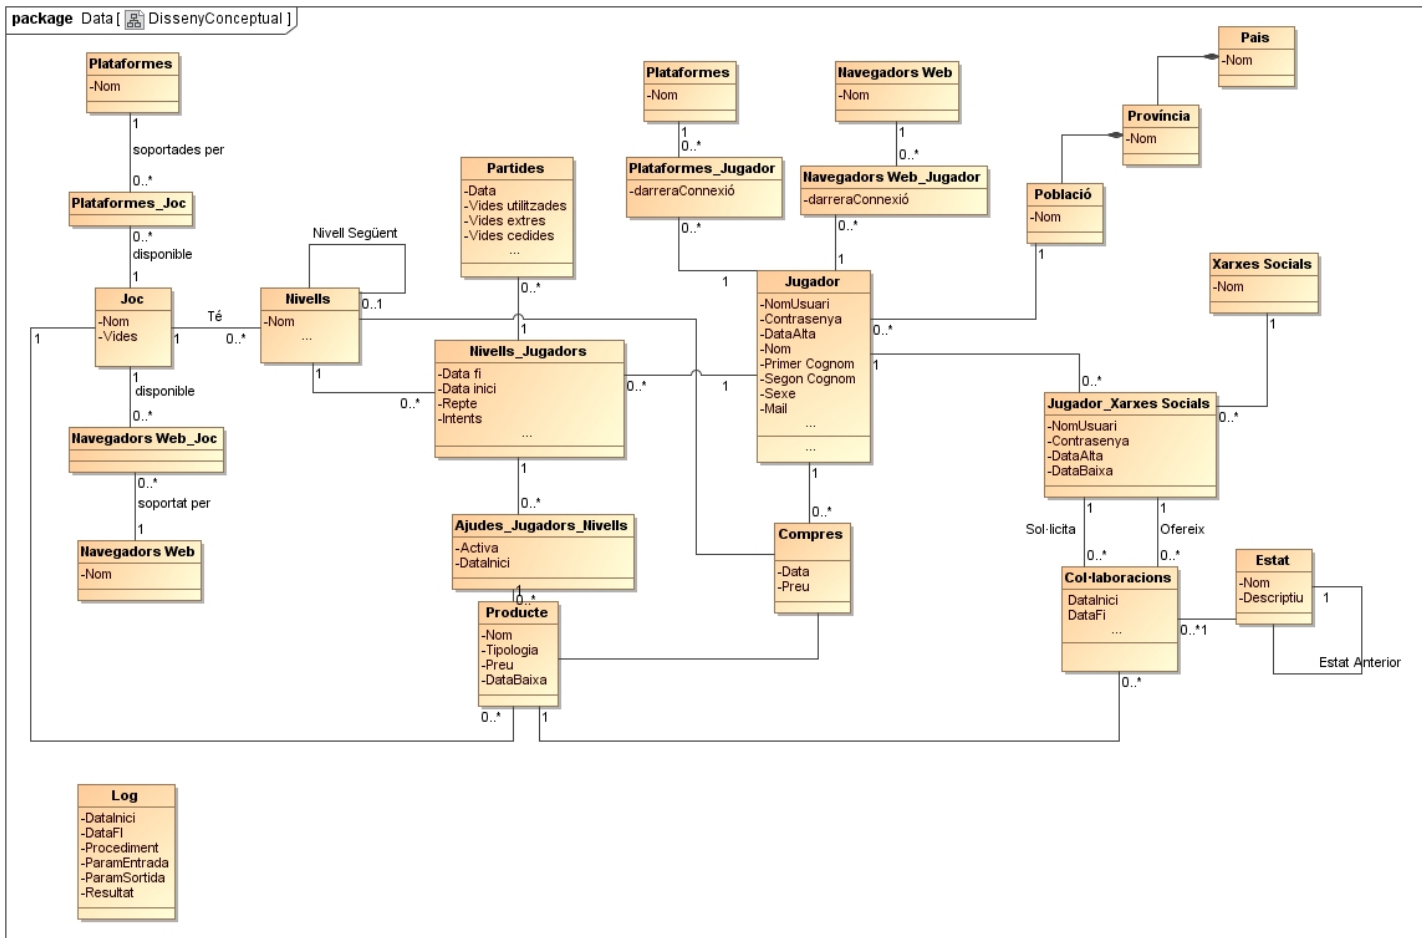 package Data [ DissenyConceptual ]
Plataformes
-Nom
1
soportades per
0..*
Plataformes_Joc
0..*
disponible
1
Joc
-Nom
-Vides
1
1
Té
0..*
1
disponible
0..*
Navegadors Web_Joc
0..*
soportat per
1
Navegadors Web
-Nom
Nivell Següent
0..1
Nivells
-Nom
...
1
0..*
Partides
-Data
-Vides utilitzades
-Vides extres
-Vides cedides
...
0..*
1
Nivells_Jugadors
-Data fi
-Data inici
-Repte
-Intents
...
0..*
1
1
0..*
Ajudes_Jugadors_Nivells
-Activa
-DataInici
1
0..*
Producte
-Nom
-Tipologia
-Preu
-DataBaixa
0..*
1
Plataformes
-Nom
1
0..*
Plataformes_Jugador
-darreraConnexió
0..*
1
Navegadors Web
-Nom
1
0..*
Navegadors Web_Jugador
-darreraConnexió
0..*
1
Jugador
-NomUsuari
-Contrasenya
-DataAlta
-Nom
-Primer Cognom
-Segon Cognom
-Sexe
-Mail
...
...
0..*
1
1
0..*
Compres
-Data
-Preu
Pais
-Nom
Província
-Nom
Població
-Nom
1
Xarxes Socials
-Nom
1
0..*
0..*
Jugador_Xarxes Socials
-NomUsuari
-Contrasenya
-DataAlta
-DataBaixa
1
1
Sol·licita
Ofereix
0..*
0..*
Col·laboracions
DataInici
DataFi
...
0..*
1
0..*
Estat
-Nom
-Descriptiu
1
Estat Anterior
Log
-DataInici
-DataFI
-Procediment
-ParamEntrada
-ParamSortida
-Resultat